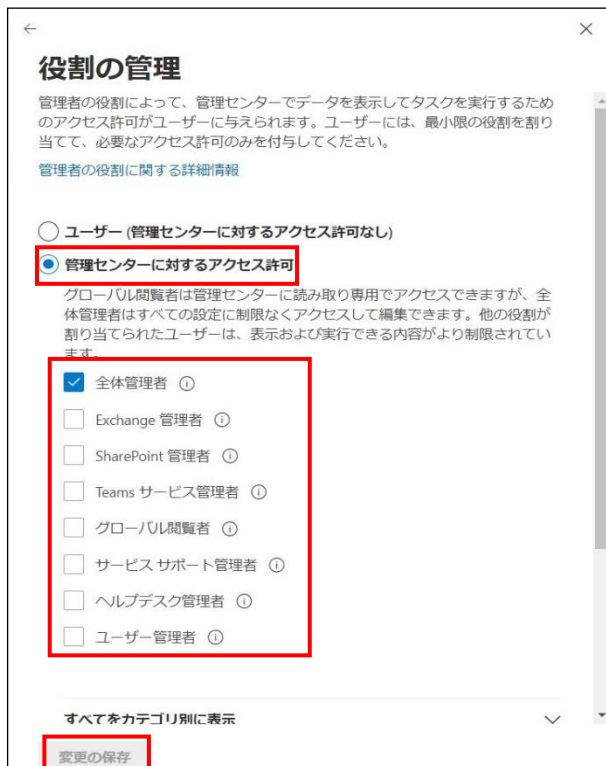 役割の管理
管理者の役割によって、管理センターでデータを表示してタスクを実行するため
のアクセス許可がユーザーに与えられます。ユーザーには、最小限の役割を割り
当てて、必要なアクセス許可のみを付与してください。
管理者の役割に関する詳細情報
ユーザー (管理センターに対するアクセス許可なし)
管理センターに対するアクセス許可
グローバル閲覧者は管理センターに読み取り専用でアクセスできますが、全
体管理者はすべての設定に制限なくアクセスして編集できます。他の役割が
割り当てられたユーザーは、表示および実行できる内容がより制限されてい
ます。
全体管理者
Exchange 管理者
SharePoint 管理者
Teams サービス管理者
グローバル閲覧者
サービス サポート管理者
ヘルプデスク管理者
ユーザー管理者
すべてをカテゴリ別に表示
変更の保存